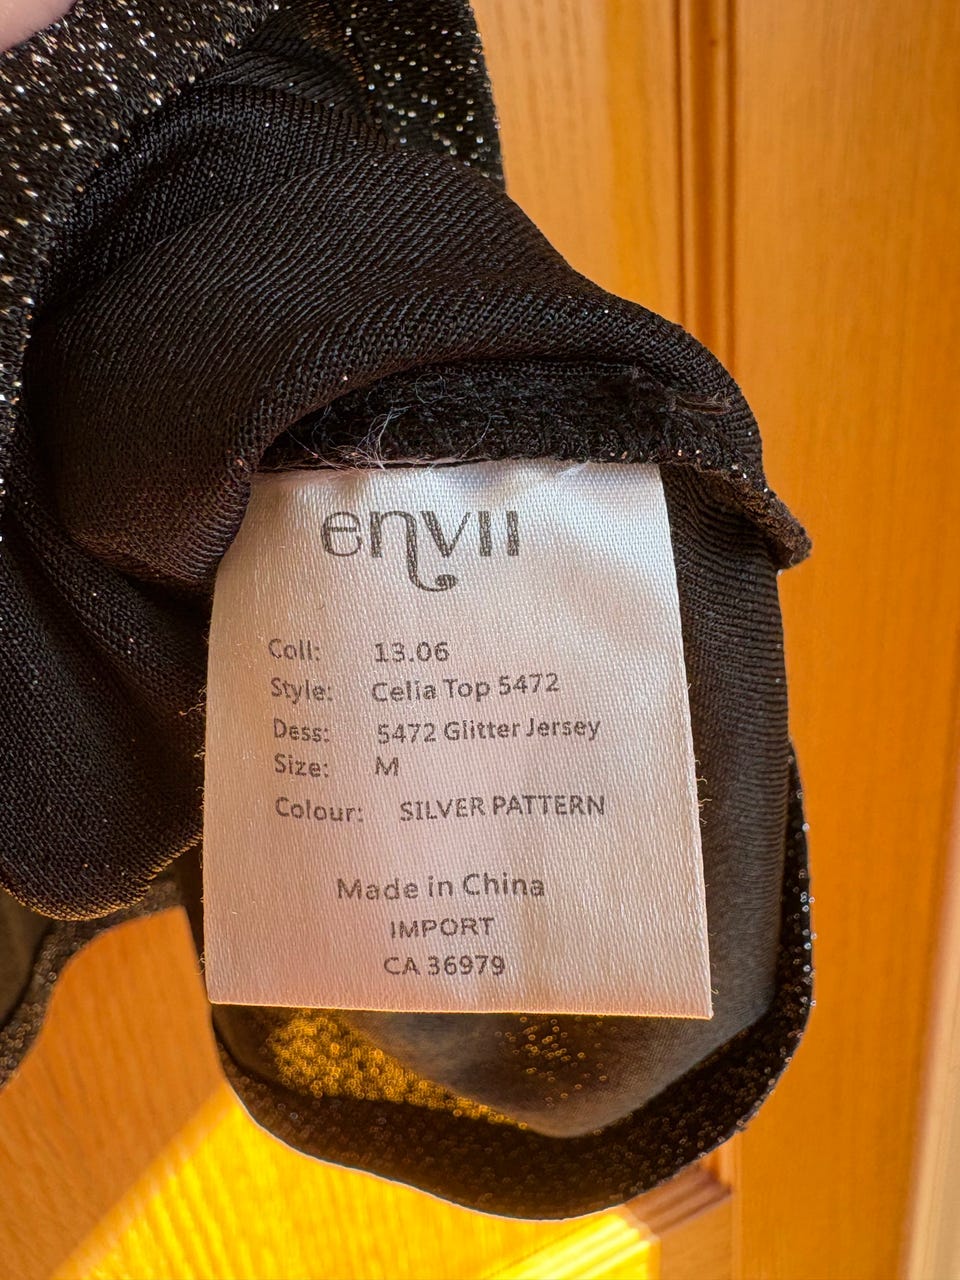 envii
Coll: 13.06
Style: Celia Top 5472
Dess: 5472 Glitter Jersey
Size: M
Colour: SILVER PATTERN
Made in China
IMPORT
CA 36979